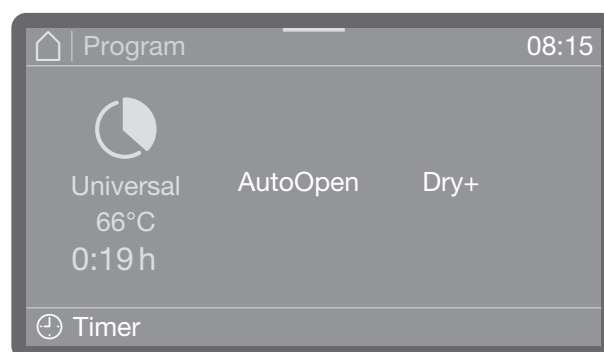 Program 08:15
Universal AutoOpen Dry+
66°C
0:19 h
Timer